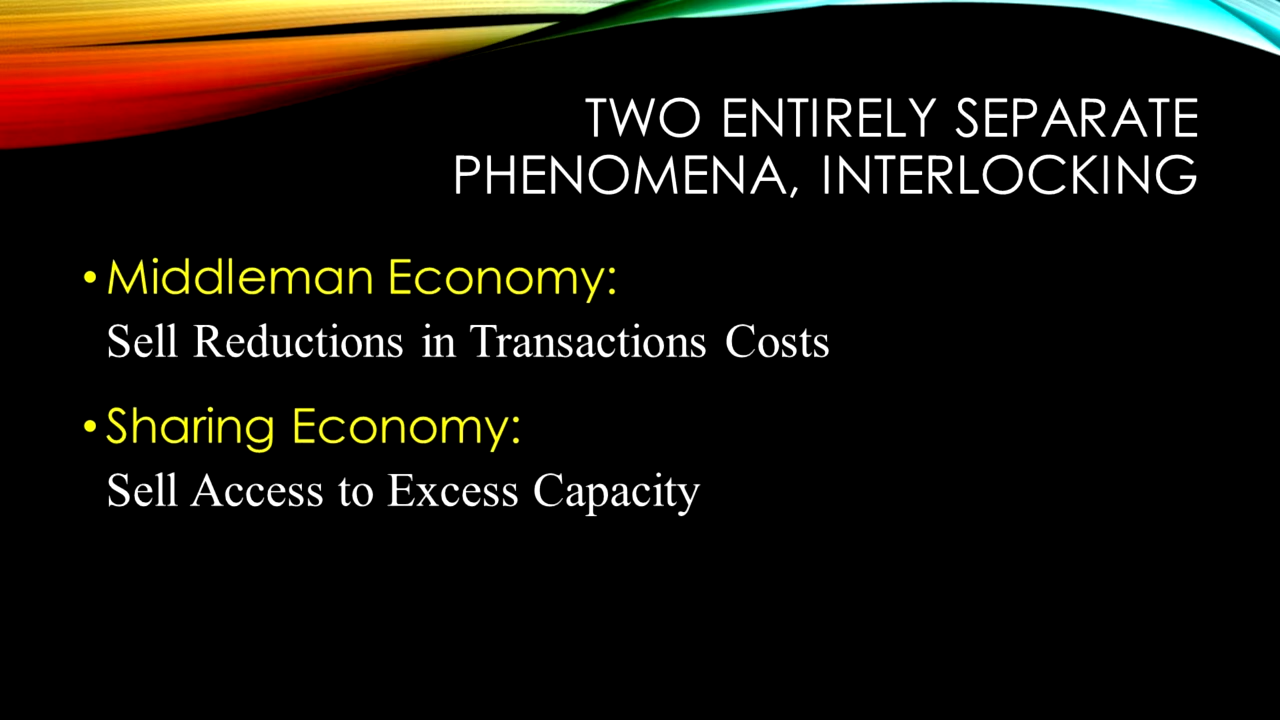 TWO ENTIRELY SEPARATE
PHENOMENA, INTERLOCKING
• Middleman Economy:
Sell Reductions in Transactions Costs
• Sharing Economy:
Sell Access to Excess Capacity